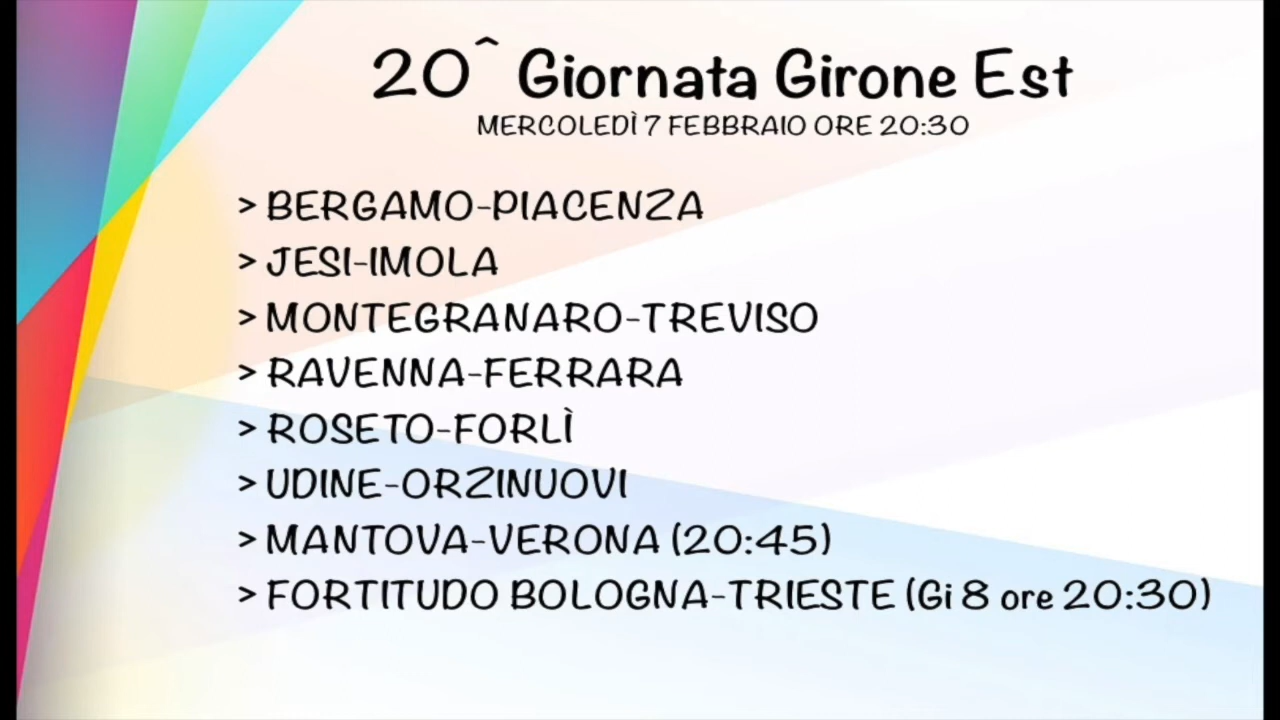 20^ Giornata Girone Est
MERCOLEDÌ 7 FEBBRAIO ORE 20:30
> BERGAMO-PIACENZA
> JESI-IMOLA
> MONTEGRANARO-TREVISO
> RAVENNA-FERRARA
> ROSETO-FORLÌ
> UDINE-ORZINUOVI
> MANTOVA-VERONA (20:45)
> FORTITUDO BOLOGNA-TRIESTE (Gi 8 ore 20:30)